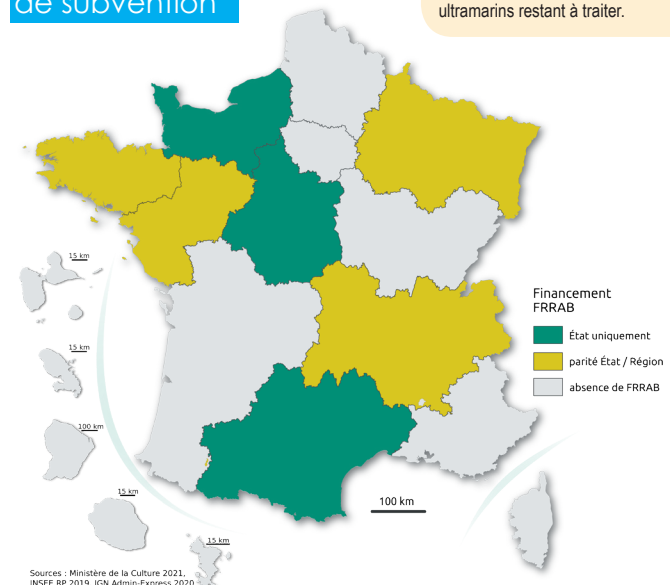 de subvention
ultramarins restant à traiter.
15 km
15 km
100 km
15 km
15 km
100 km
Financement
FRRAB
État uniquement
parité État / Région
absence de FRRAB
Sources : Ministère de la Culture 2021,
INSEE RP 2019, IGN Admin-Express 2020